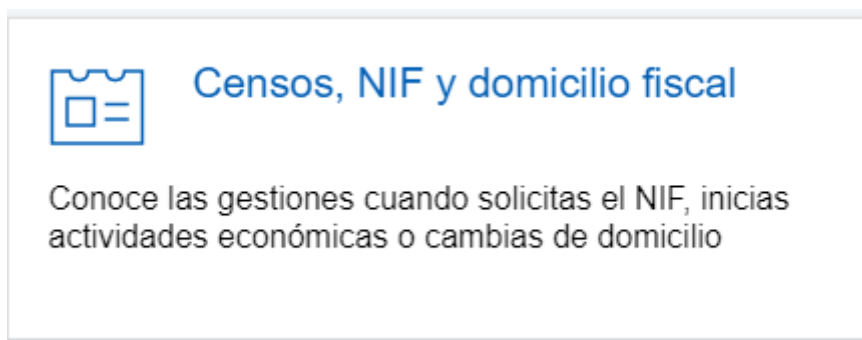 Censos, NIF y domicilio fiscal
Conoce las gestiones cuando solicitas el NIF, inicias
actividades económicas o cambias de domicilio